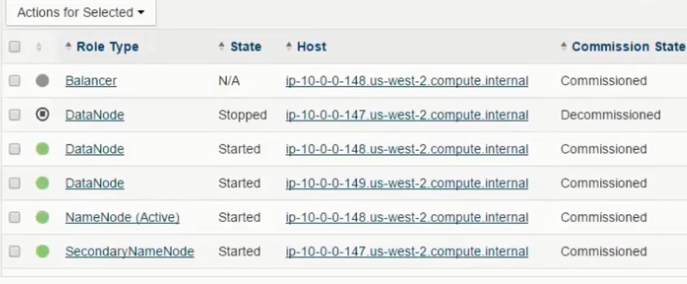 Actions for Selected
Role Type State Host Commission State
Balancer N/A ip-10-0-0-148.us-west-2.compute.internal Commissioned
DataNode Stopped ip-10-0-0-147.us-west-2.compute.internal Decommissioned
DataNode Started ip-10-0-0-148.us-west-2.compute.internal Commissioned
DataNode Started ip-10-0-0-149.us-west-2.compute.internal Commissioned
NameNode (Active) Started ip-10-0-0-148.us-west-2.compute.internal Commissioned
SecondaryNameNode Started ip-10-0-0-147.us-west-2.compute.internal Commissioned